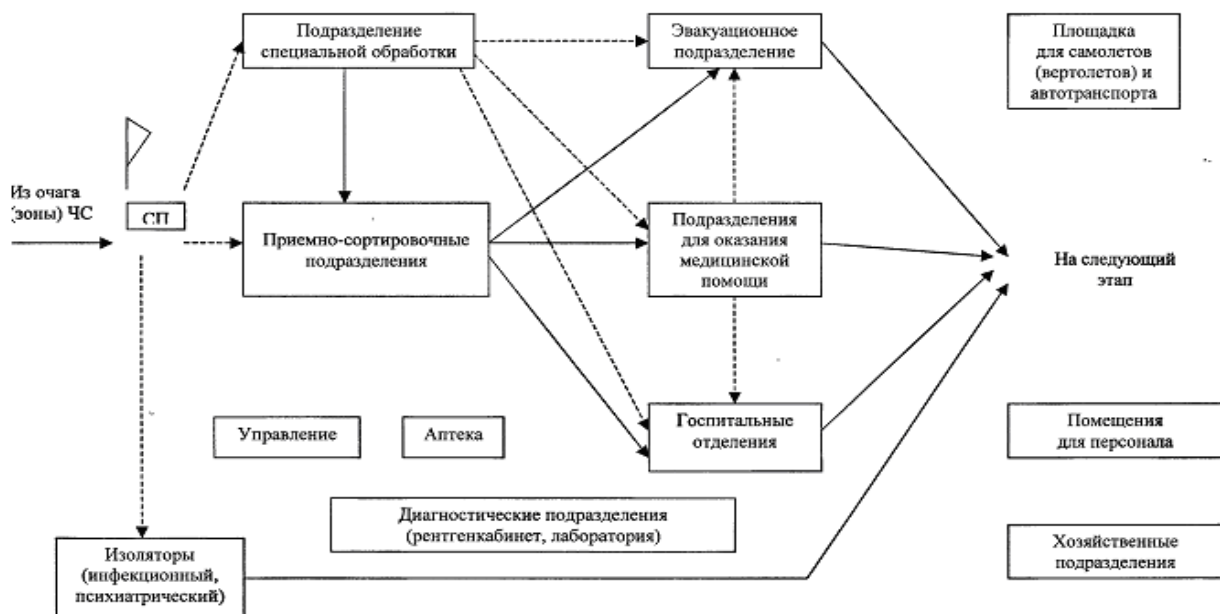 Подразделение
специальной обработки
Эвакуационное
подразделение
Площадка
для самолетов
(вертолетов) и
автотранспорта
Из очага
(зоны) ЧС
СП
Приемно-сортировочные
подразделения
Подразделения
для оказания
медицинской
помощи
На следующий
этап
Управление
Аптека
Госпитальные
отделения
Помещения
для персонала
Диагностические подразделения
(рентгенкабинет, лаборатория)
Изоляторы
(инфекционный,
психиатрический)
Хозяйственные
подразделения